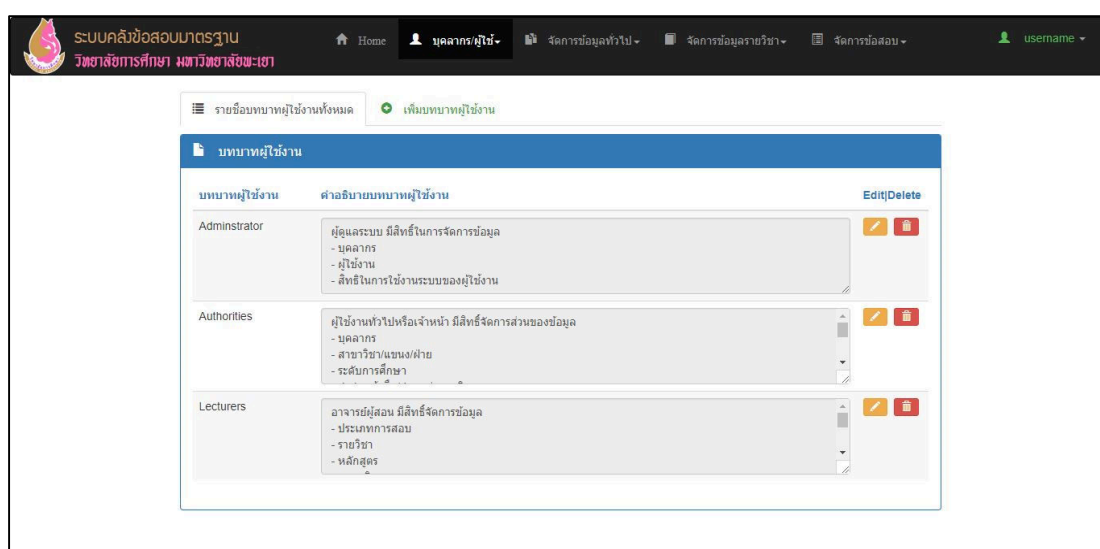 ระบบคลังข้อสอบมาตรฐาน
วิทยาลัยการศึกษา มหาวิทยาลัยพะเยา
Home
บุคลากร/ผู้ใช้
จัดการข้อมูลทั่วไป
จัดการข้อมูลรายวิชา
จัดการข้อสอบ
username
รายชื่อบทบาทผู้ใช้งานทั้งหมด
เพิ่มบทบาทผู้ใช้งาน
บทบาทผู้ใช้งาน
บทบาทผู้ใช้งาน
คำอธิบายบทบาทผู้ใช้งาน
Edit|Delete
Adminstrator
ผู้ดูแลระบบ มีสิทธิ์ในการจัดการข้อมูล
- บุคลากร
- ผู้ใช้งาน
- สิทธิในการใช้งานระบบของผู้ใช้งาน
Authorities
ผู้ใช้งานทั่วไปหรือเจ้าหน้า มีสิทธิ์จัดการส่วนของข้อมูล
- บุคลากร
- สาขาวิชา/แขนง/ฝ่าย
- ระดับการศึกษา
Lecturers
อาจารย์ผู้สอน มีสิทธิ์จัดการข้อมูล
- ประเภทการสอบ
- รายวิชา
- หลักสูตร